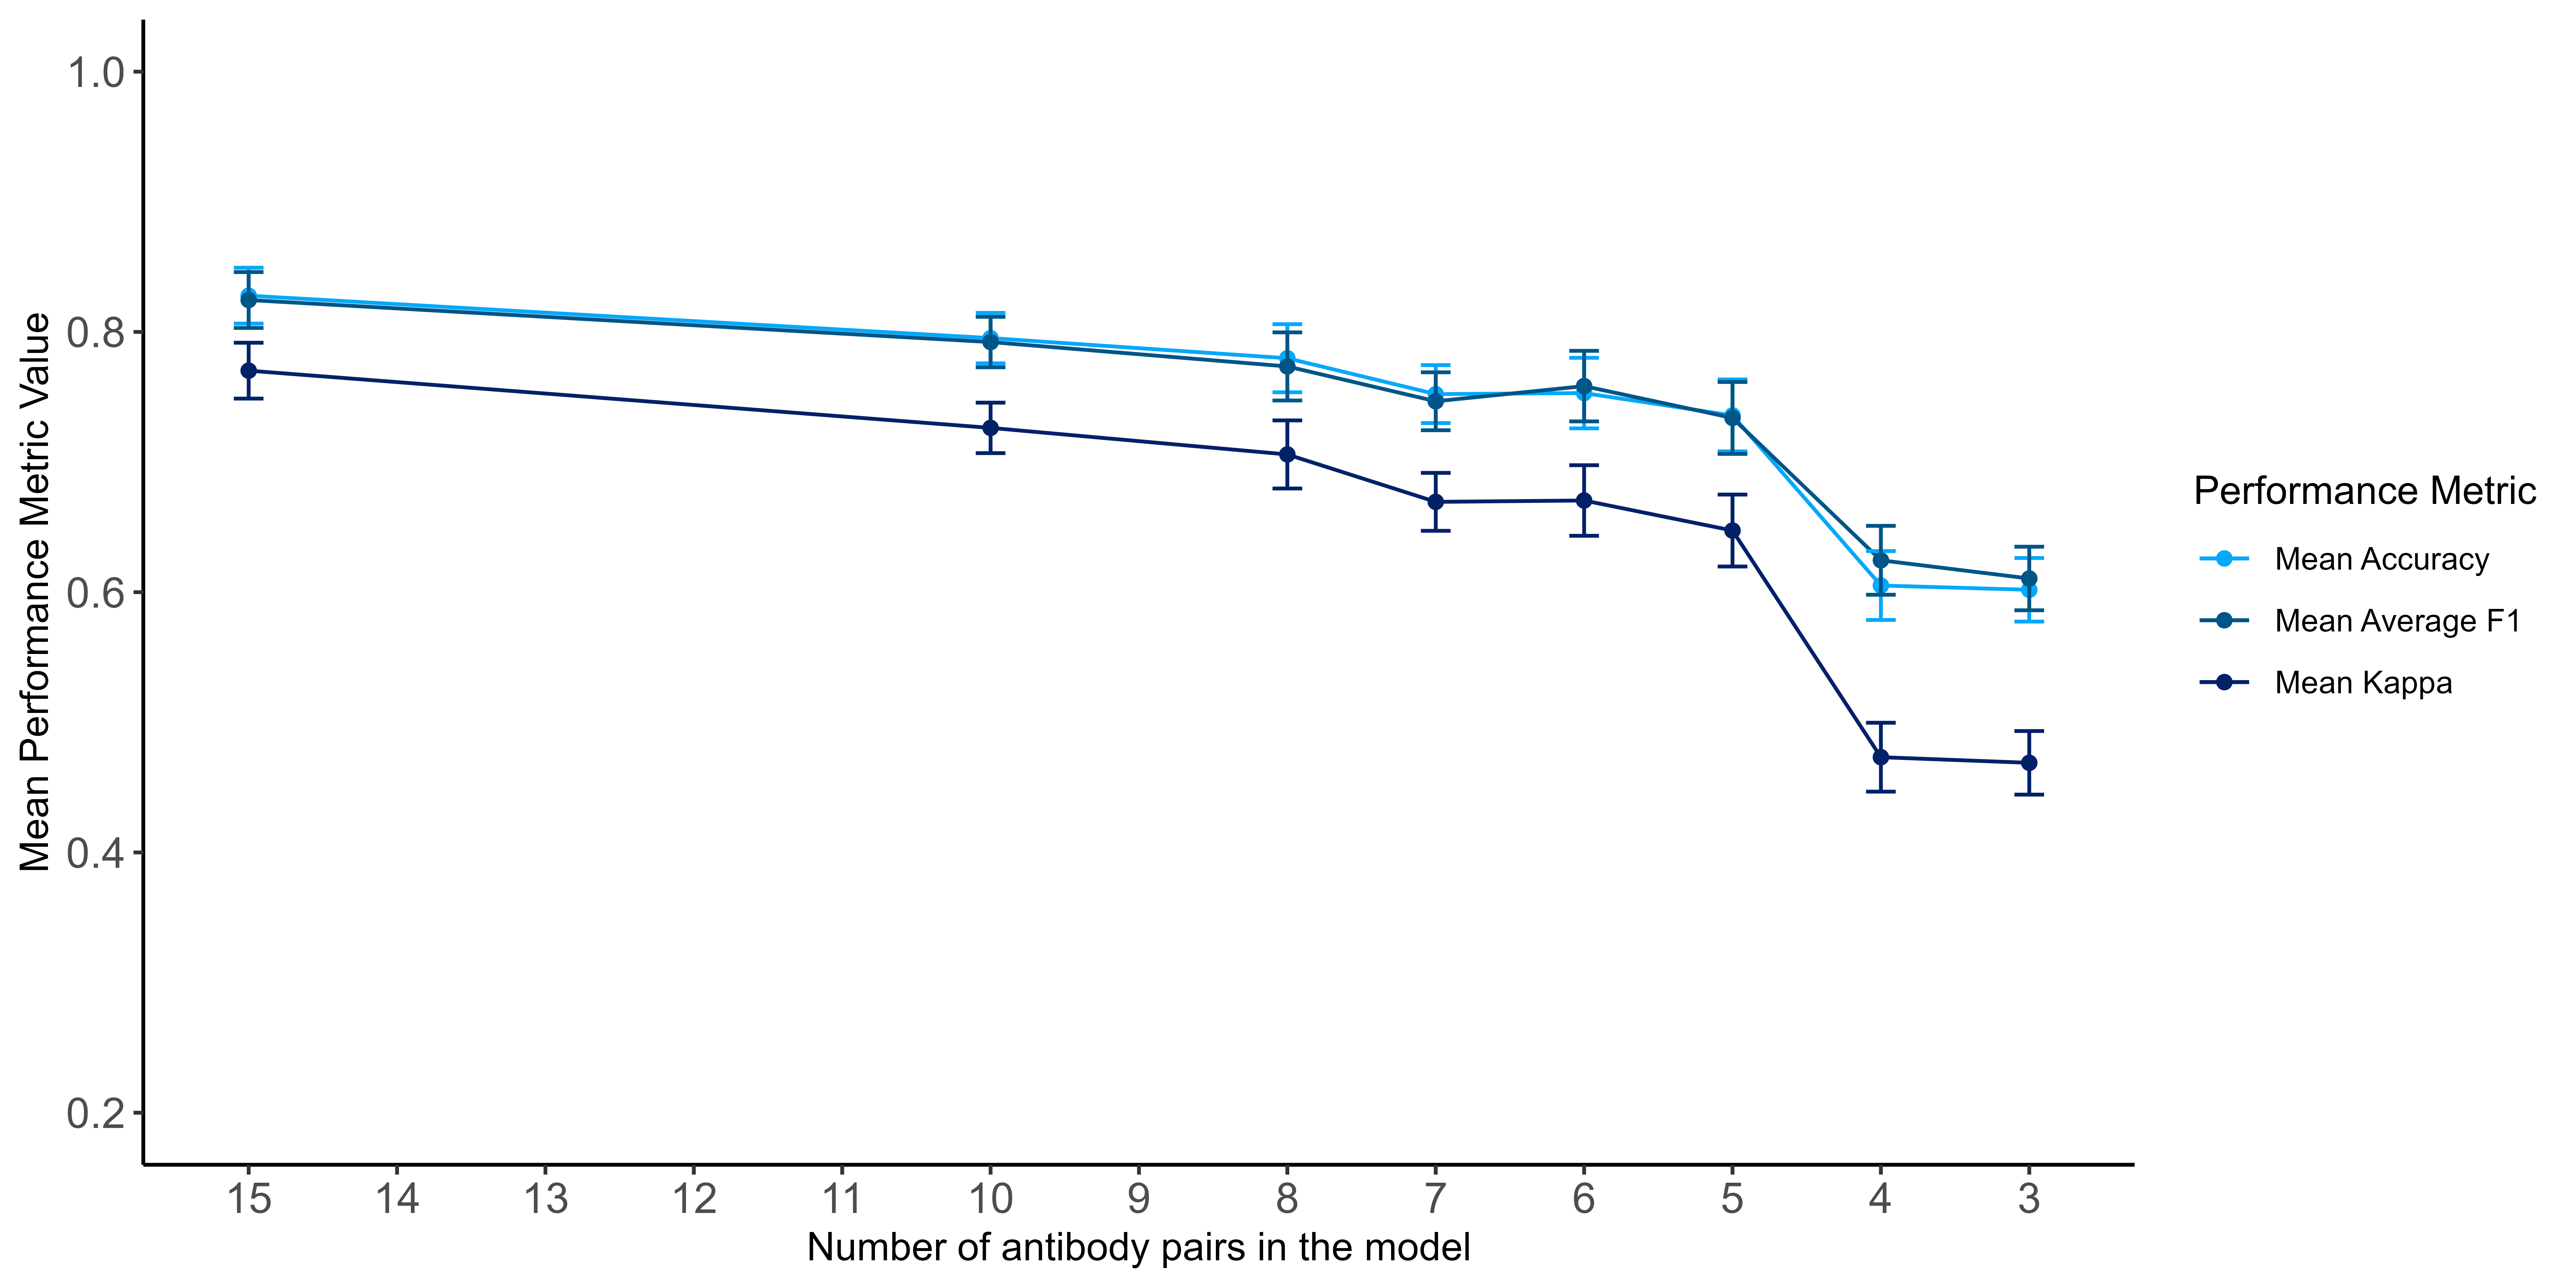 Mean Performance Metric Value
1.0
0.8
0.6
0.4
0.2
15 14 13 12 11 10 9 8 7 6 5 4 3
Number of antibody pairs in the model
Performance Metric
Mean Accuracy
Mean Average F1
Mean Kappa